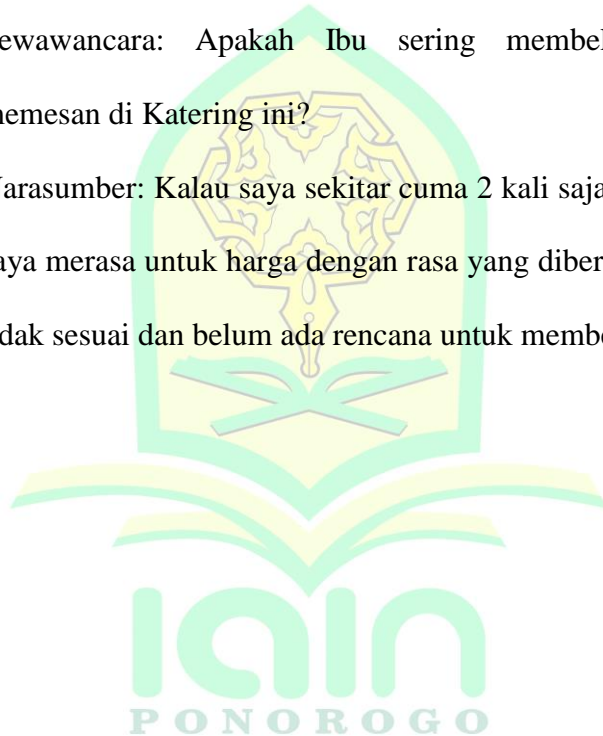 ewawancara: Apakah Ibu sering membel
nemesan di Katering ini?
Narasumber: Kalau saya sekitar cuma 2 kali saja
aya merasa untuk harga dengan rasa yang diber
dak sesuai dan belum ada rencana untuk membe
iain
PONOROGO